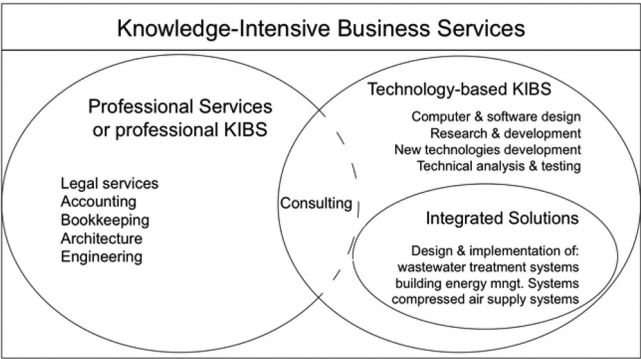 Knowledge-Intensive Business Services
Professional Services
or professional KIBS
Legal services
Accounting
Bookkeeping
Architecture
Engineering
Consulting
Technology-based KIBS
Computer & software design
Research & development
New technologies development
Technical analysis & testing
Integrated Solutions
Design & implementation of:
wastewater treatment systems
building energy mngt. Systems
compressed air supply systems